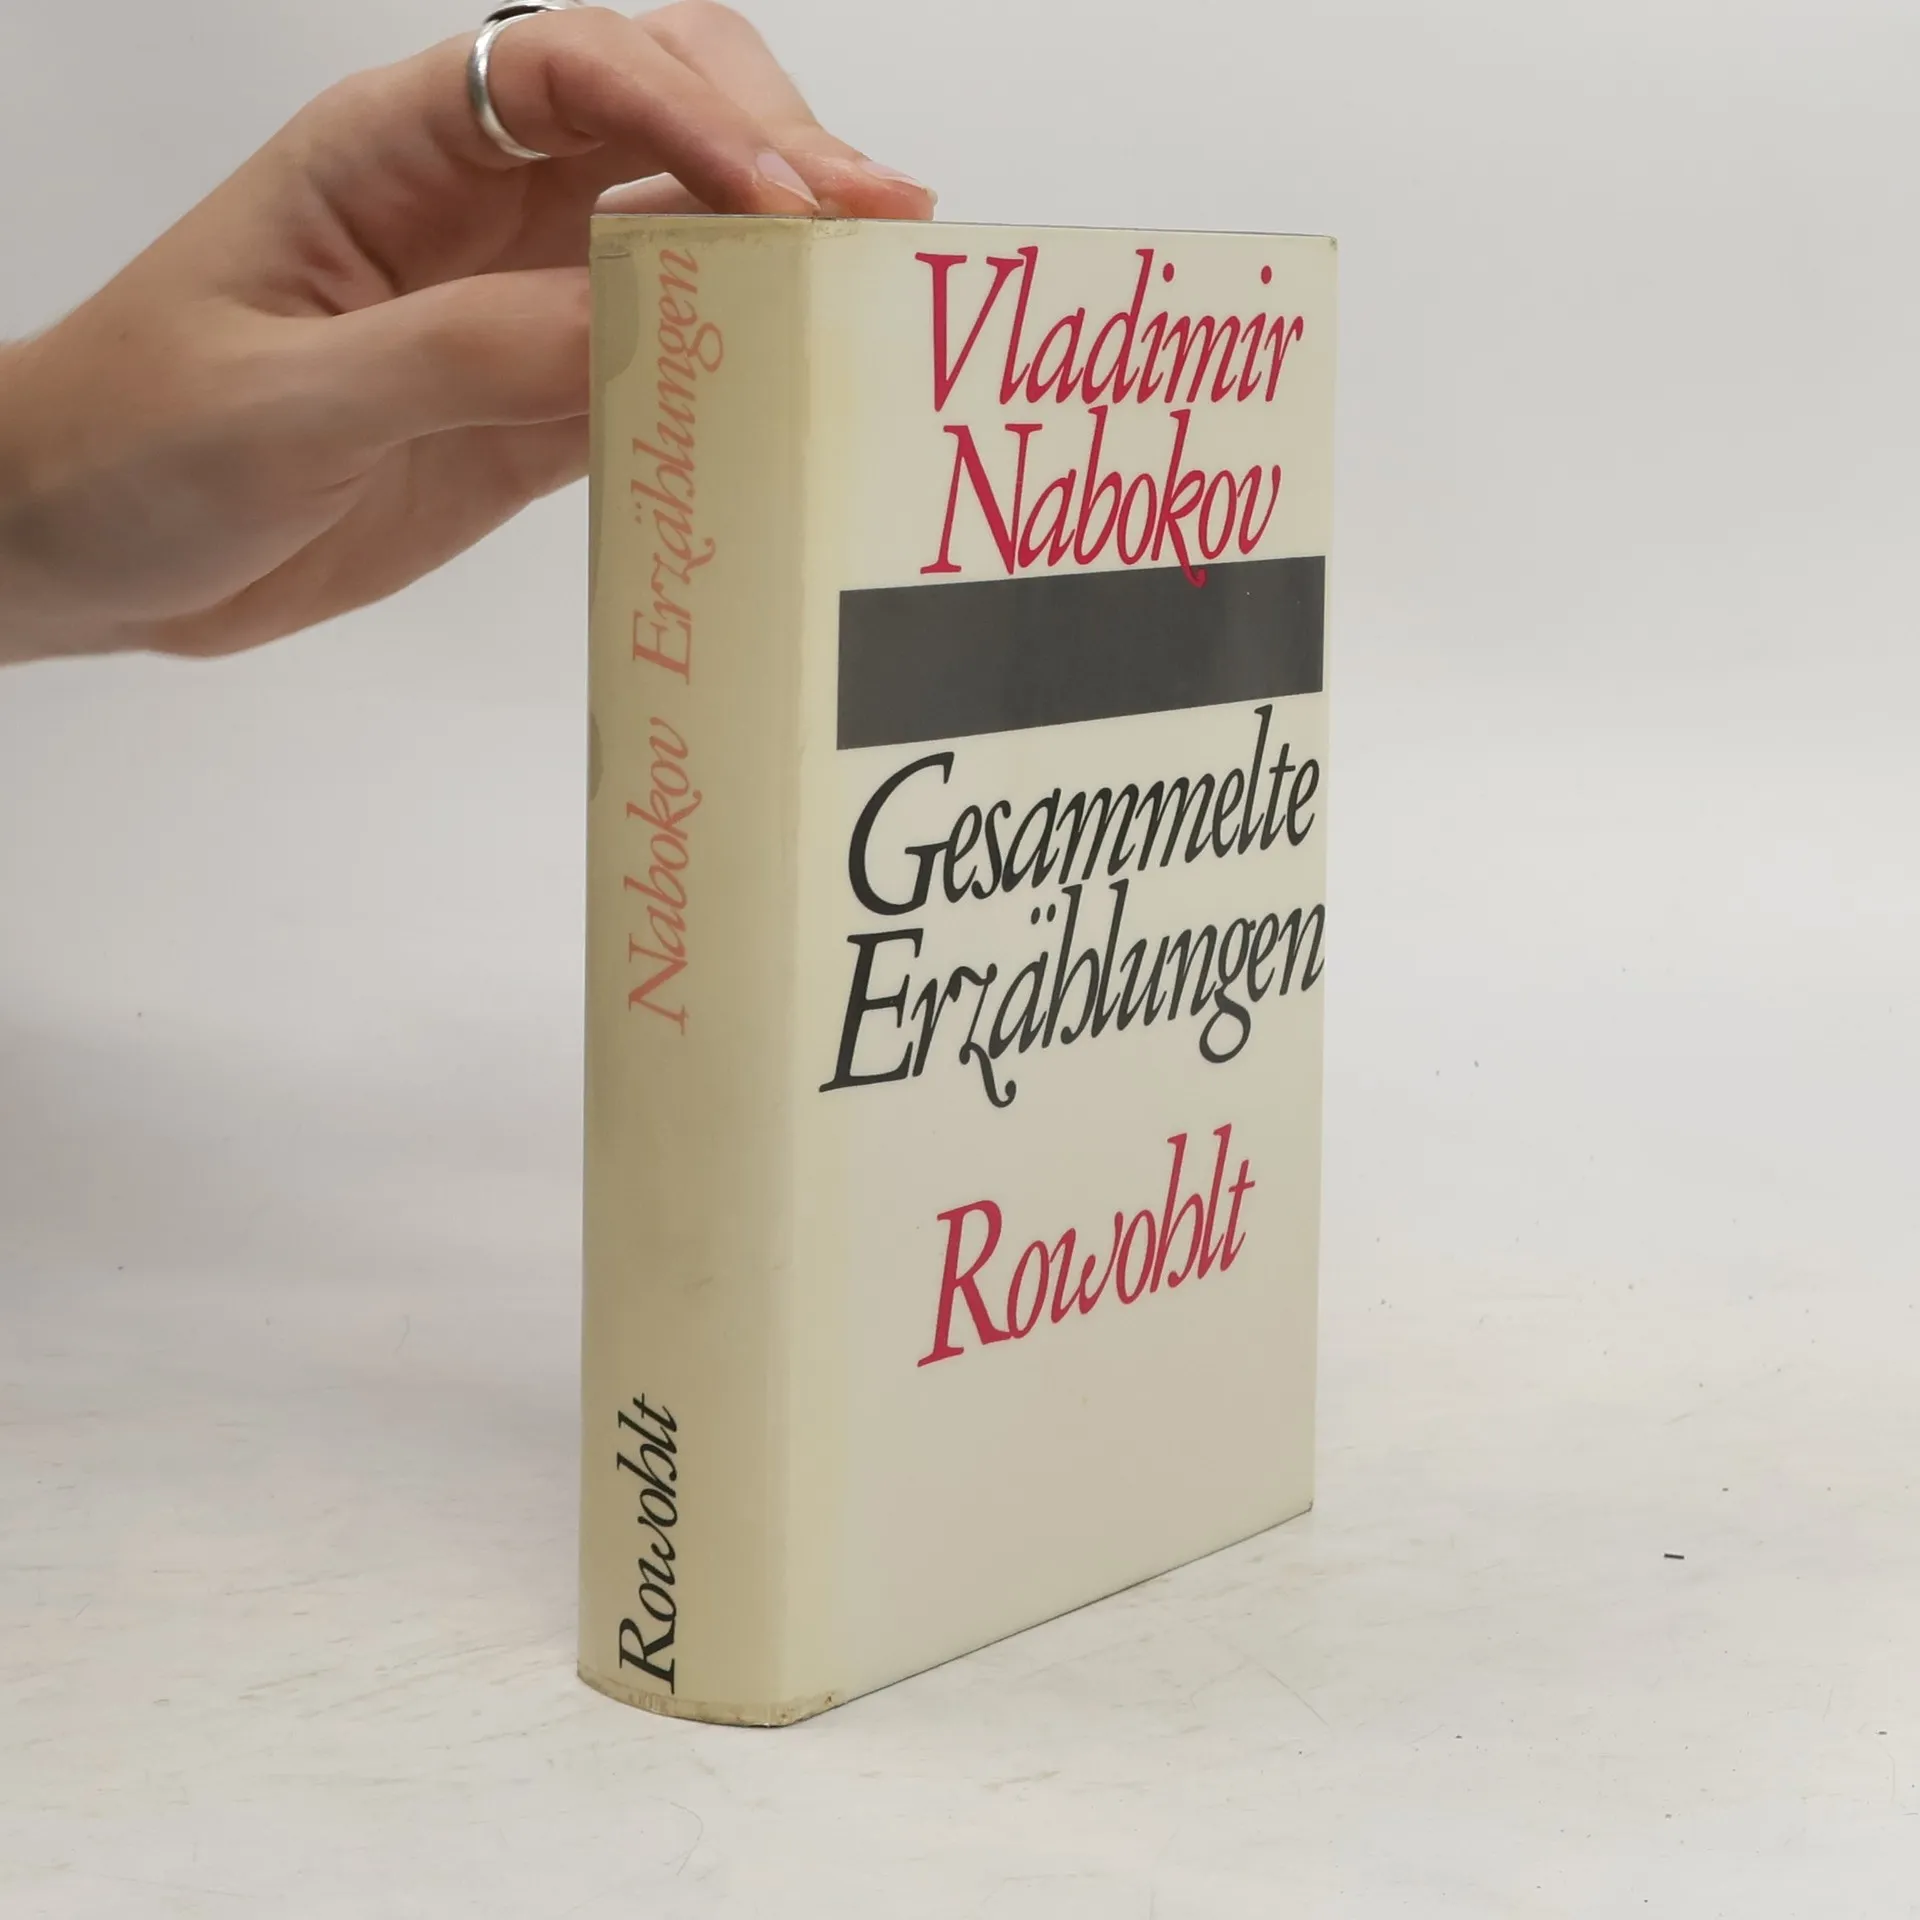 Vladimir
Nabokov
Gesammelte
Erzählungen
Rowohlt
Nabokov Erzählungen
Rowohlt